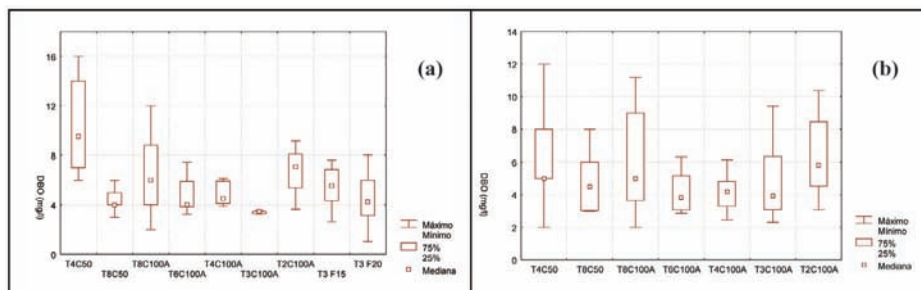 (a)
DBO (mg/l)
16
12
8
4
0
T4C50 T8C100A T4C100A T2C100A T3 F20
T8C50 T6C100A T3C100A T3 F15
Máximo
Mínimo
75%
25%
Mediana
(b)
DBO (mg/l)
14
12
10
8
6
4
2
0
T4C50 T8C50 T8C100A T6C100A T4C100A T3C100A T2C100A
Máximo
Mínimo
75%
25%
Mediana